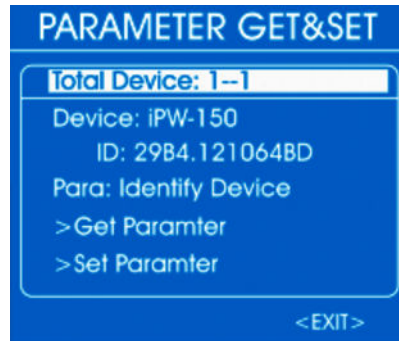 PARAMETER GET&SET
Total Device: 1--1
Device: iPW-150
ID: 29B4.121064BD
Para: Identify Device
>Get Paramter
>Set Paramter
<EXIT>